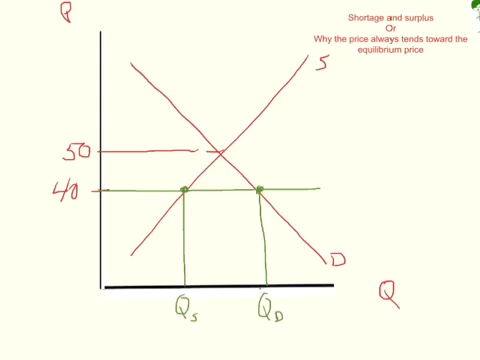 P
Shortage and surplus
Or
Why the price always tends toward the
equilibrium price
S
50
40
D
Q
Qs
QD